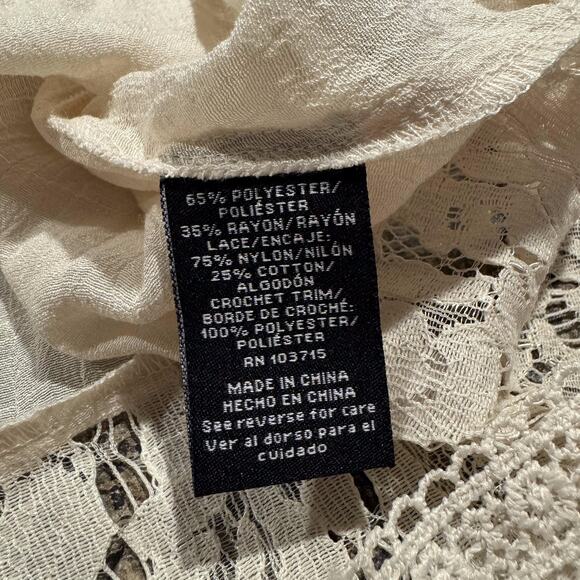 65% POLYESTER/
POLIÉSTER
35% RAYON/RAYÓN
LACE/ENCAJE:
75% NYLON/NILÓN
25% COTTON/
ALGODÓN
CROCHET TRIM/
BORDE DE CROCHÉ:
100% POLYESTER/
POLIÉSTER
RN 103715
MADE IN CHINA
HECHO EN CHINA
See reverse for care
Ver al dorso para el
cuidado